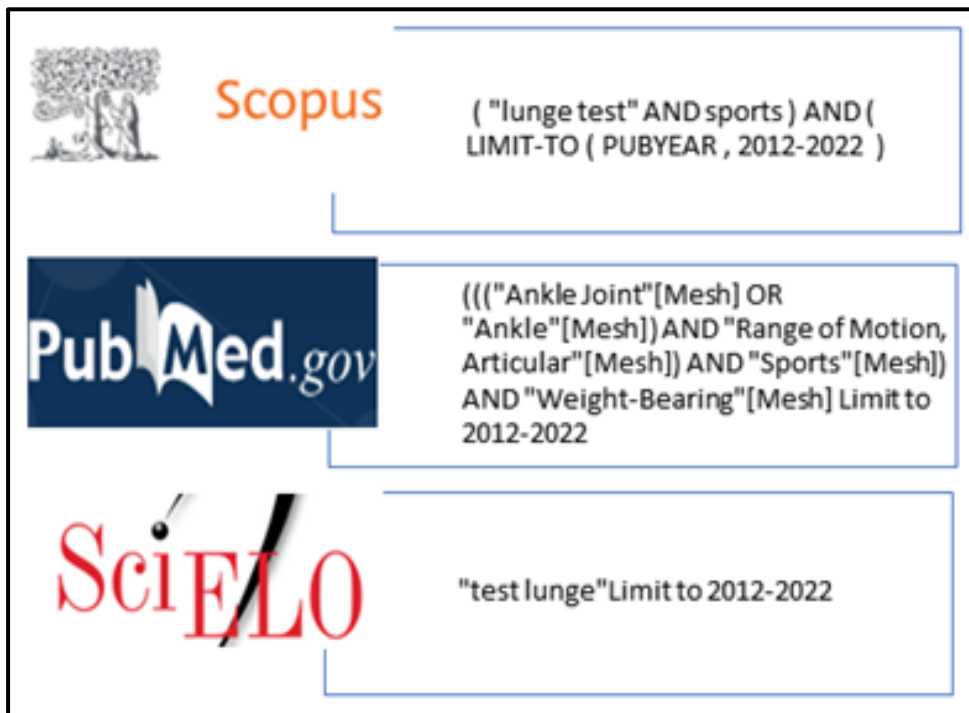 Scopus
( "lunge test" AND sports ) AND (
LIMIT-TO ( PUBYEAR , 2012-2022 )
PubMed.gov
((("Ankle Joint"[Mesh] OR
"Ankle"[Mesh]) AND "Range of Motion,
Articular"[Mesh]) AND "Sports"[Mesh])
AND "Weight-Bearing"[Mesh] Limit to
2012-2022
SciELO
"test lunge"Limit to 2012-2022